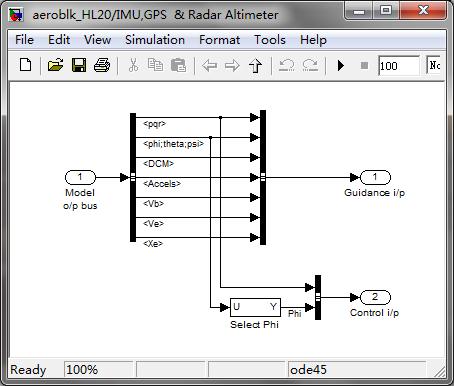 aeroblk_HL20/IMU,GPS & Radar Altimeter
File Edit View Simulation Format Tools Help
100
<pqr>
<phi;theta;psi>
<DCM>
1
1
<Accels>
Model
o/p bus
Guidance i/p
<Vb>
<Ve>
<Xe>
2
U Y
Phi
Control i/p
Select Phi
Ready 100% ode45